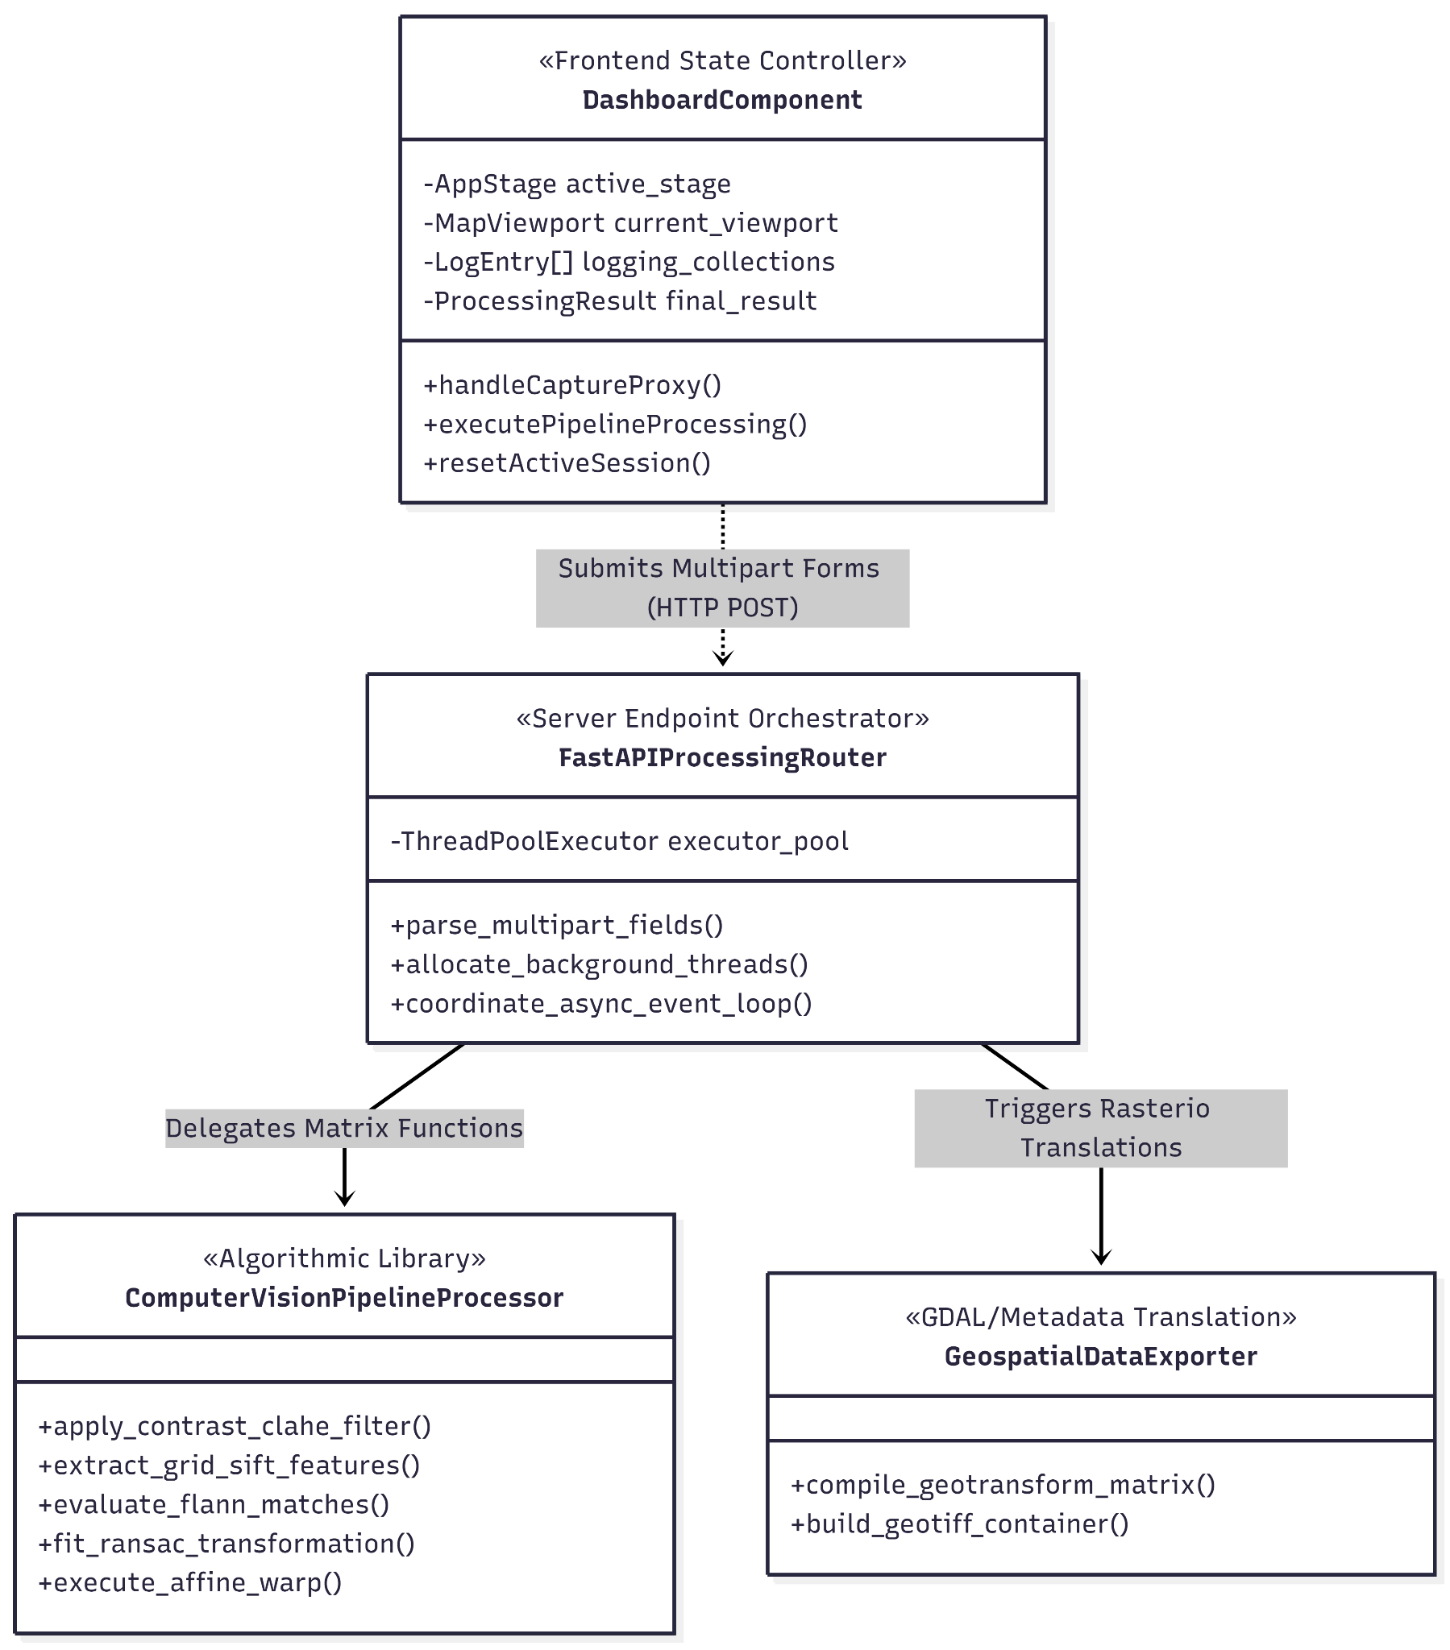 «Frontend State Controller»
DashboardComponent
-AppStage active_stage
-MapViewport current_viewport
-LogEntry[] logging_collections
-ProcessingResult final_result
+handleCaptureProxy()
+executePipelineProcessing()
+resetActiveSession()
Submits Multipart Forms
(HTTP POST)
«Server Endpoint Orchestrator»
FastAPIProcessingRouter
-ThreadPoolExecutor executor_pool
+parse_multipart_fields()
+allocate_background_threads()
+coordinate_async_event_loop()
Delegates Matrix Functions
Triggers Rasterio
Translations
«Algorithmic Library»
ComputerVisionPipelineProcessor
+apply_contrast_clahe_filter()
+extract_grid_sift_features()
+evaluate_flann_matches()
+fit_ransac_transformation()
+execute_affine_warp()
«GDAL/Metadata Translation»
GeospatialDataExporter
+compile_geotransform_matrix()
+build_geotiff_container()